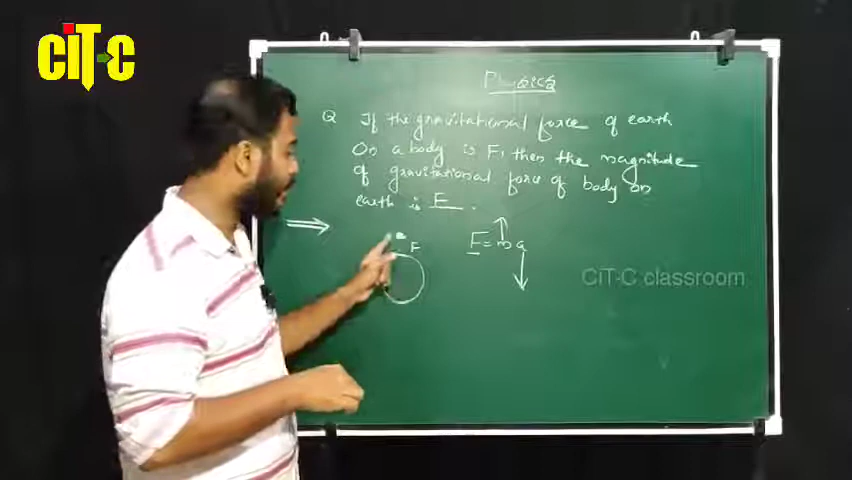 CiTC
Physics
Q If the gravitational force of earth
On a body is F, then the magnitude
of gravitational force of body on
earth is F .
F
F = ma
CiT-C classroom